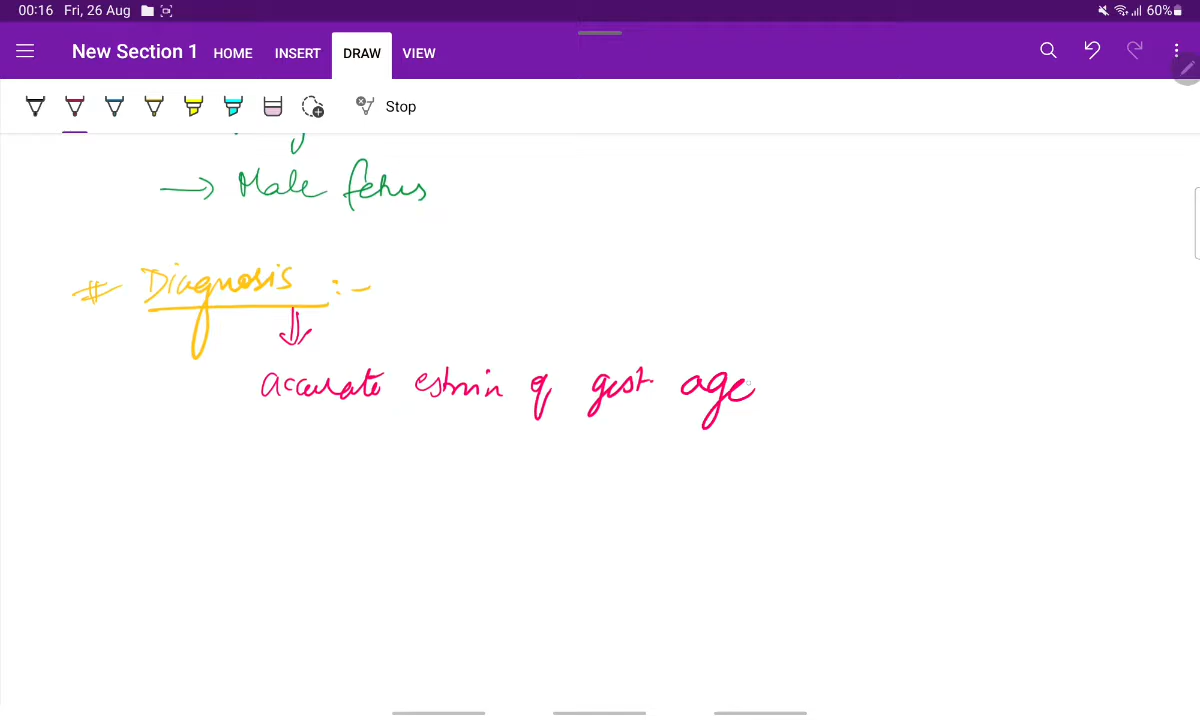 00:16 Fri, 26 Aug 60%
New Section 1 HOME INSERT DRAW VIEW
Stop
→ Male fetus
# Diagnosis :-
accurate estmin of gest. age